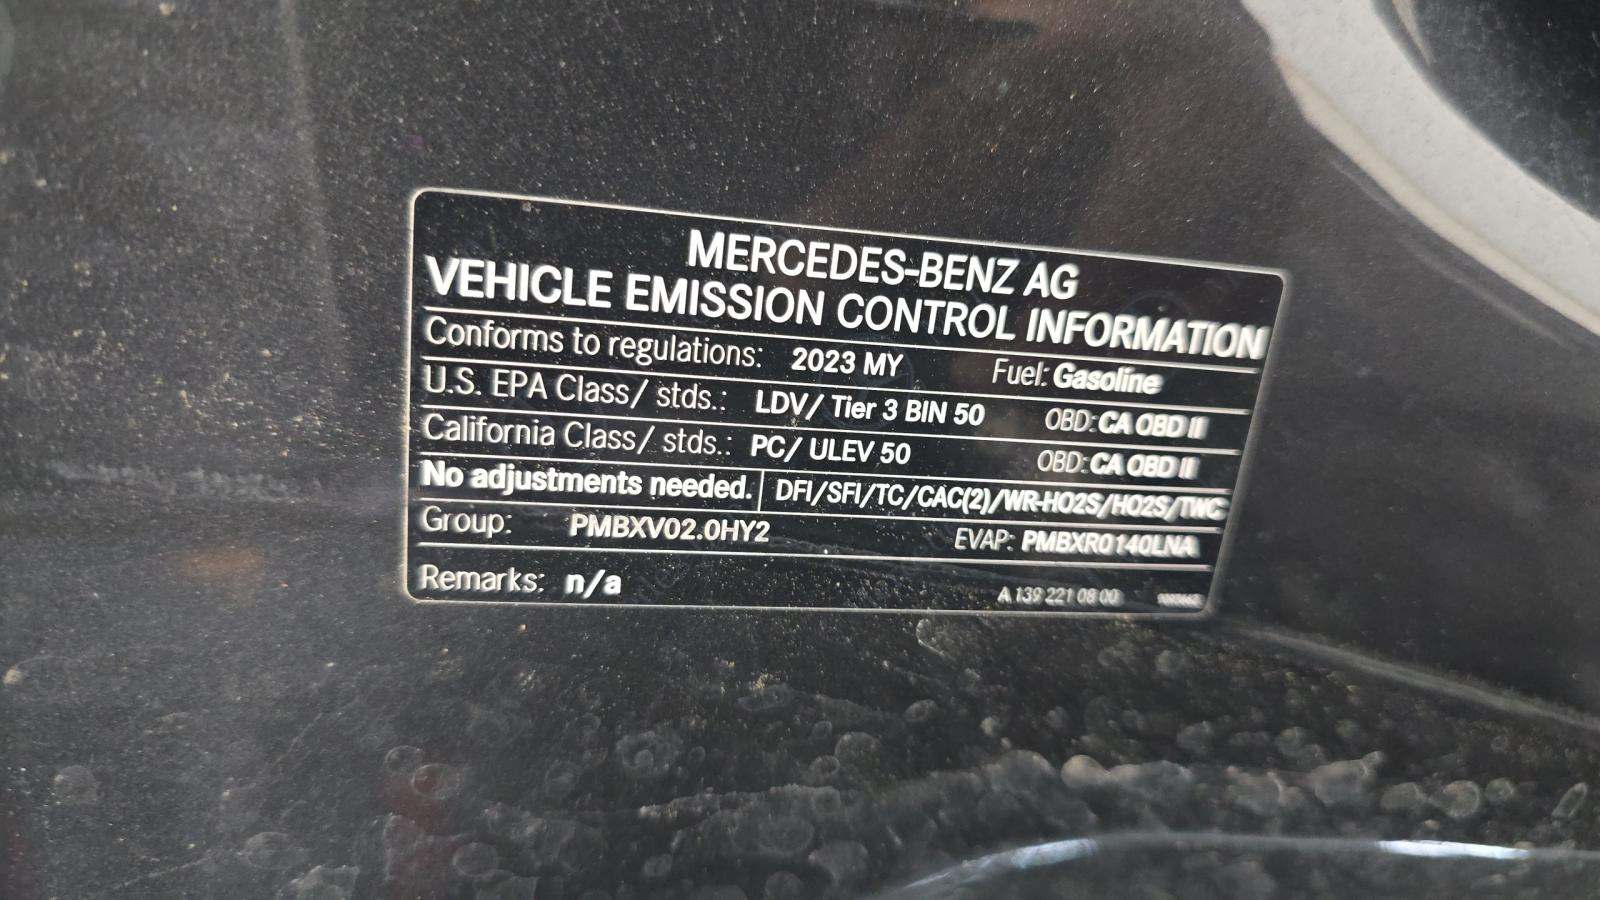 MERCEDES-BENZ AG
VEHICLE EMISSION CONTROL INFORMATION
Conforms to regulations: 2023 MY Fuel: Gasoline
U.S. EPA Class/ stds.: LDV/ Tier 3 BIN 50 OBD: CA OBD II
California Class/ stds.: PC/ ULEV 50 OBD: CA OBD II
No adjustments needed. DFI/SFI/TC/CAC(2)/WR-HO2S/HO2S/TWC
Group: PMBXV02.0HY2 EVAP: PMBXR0140LNA
Remarks: n/a A 139 221 08 00